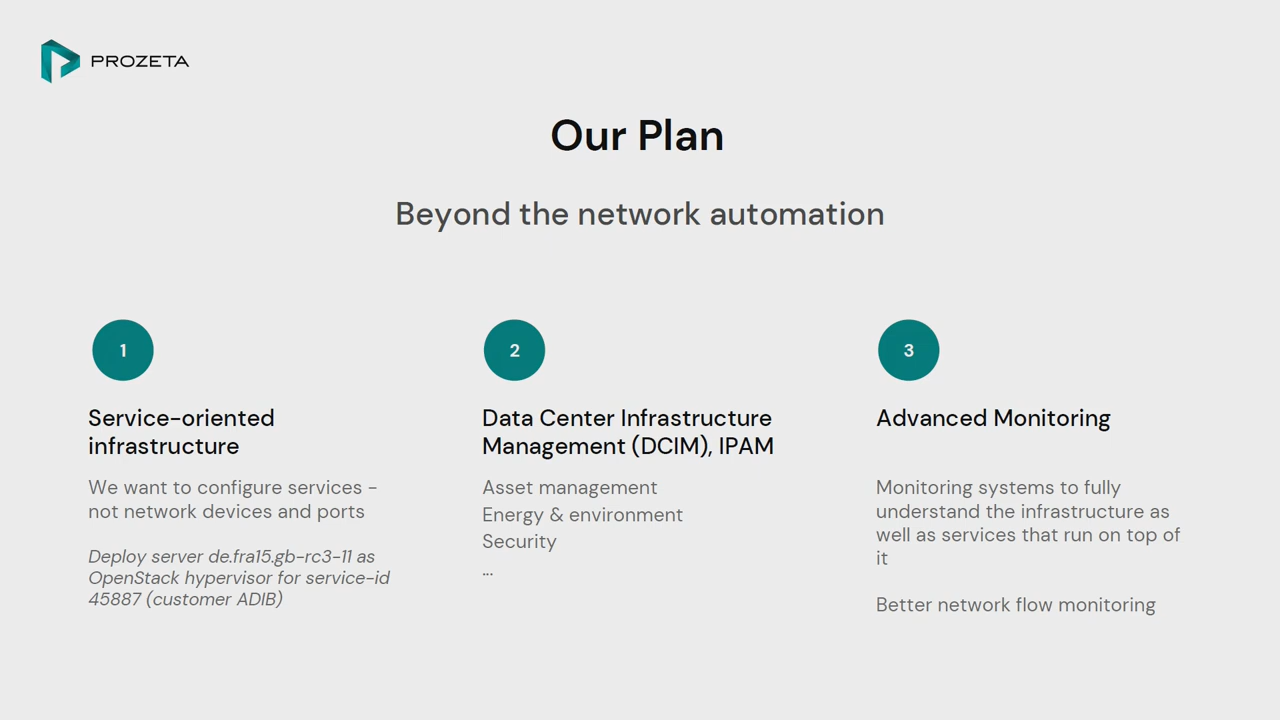 PROZETA
Our Plan
Beyond the network automation
1
Service-oriented
infrastructure
We want to configure services -
not network devices and ports
Deploy server de.fra15.gb-rc3-11 as
OpenStack hypervisor for service-id
45887 (customer ADIB)
2
Data Center Infrastructure
Management (DCIM), IPAM
Asset management
Energy & environment
Security
...
3
Advanced Monitoring
Monitoring systems to fully
understand the infrastructure as
well as services that run on top of
it
Better network flow monitoring